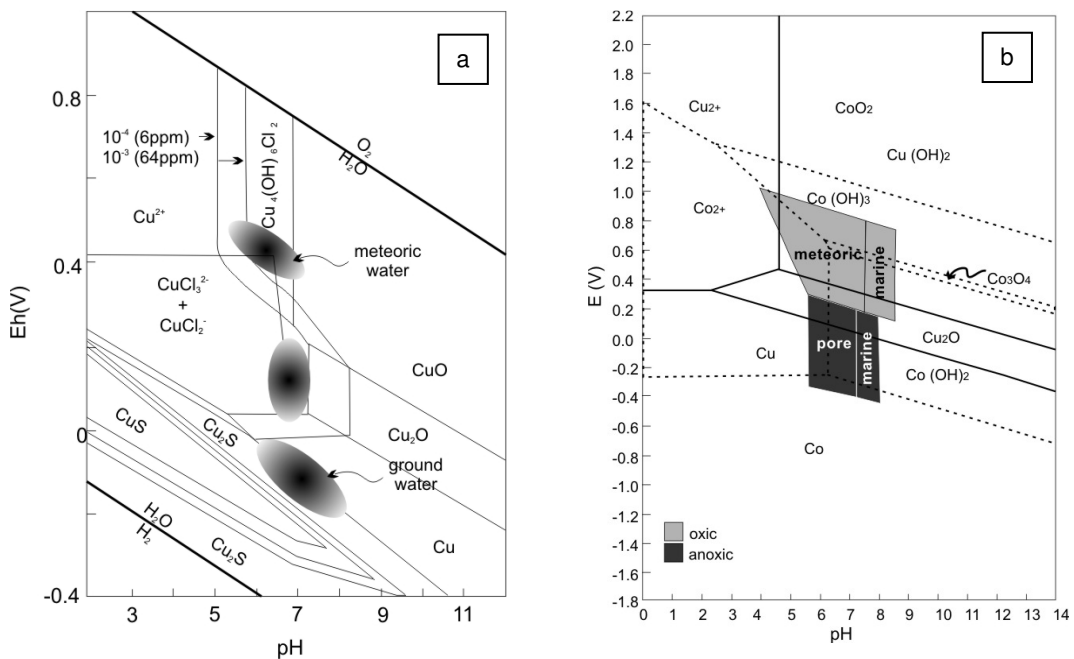 a
Eh(V)
0.8
0.4
0
-0.4
3
5
7
9
11
pH
O2
H2O
10⁻⁴ (6ppm)
10⁻³ (64ppm)
Cu4(OH)6Cl2
Cu²⁺
meteoric
water
CuCl3²⁻
+
CuCl2⁻
CuO
Cu2O
CuS
Cu2S
ground
water
H2O
H2
Cu2S
Cu
b
E (V)
2.2
2.0
1.8
1.6
1.4
1.2
1.0
0.8
0.6
0.4
0.2
0.0
-0.2
-0.4
-0.6
-0.8
-1.0
-1.2
-1.4
-1.6
-1.8
0
1
2
3
4
5
6
7
8
9
10
11
12
13
14
pH
Cu2+
CoO2
Cu (OH)2
Co2+
Co (OH)3
meteoric
marine
Co3O4
Cu2O
Cu
pore
marine
Co (OH)2
Co
oxic
anoxic